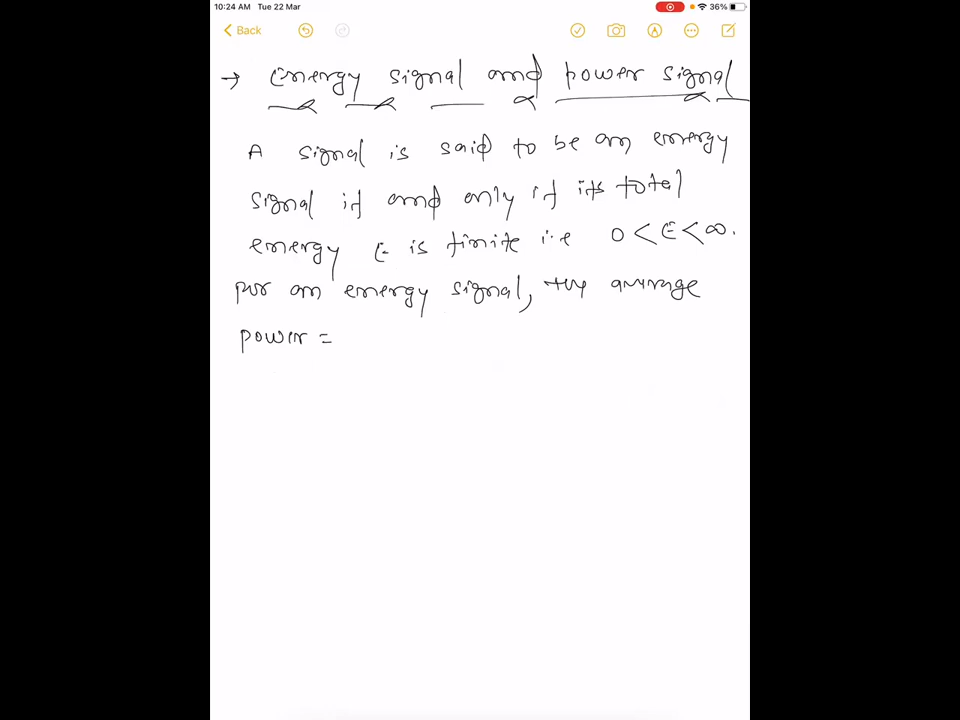 10:24 AM Tue 22 Mar 36%
Back
→ Energy signal and power signal
A signal is said to be an energy
signal if and only if its total
energy E is finite i.e 0 < E < ∞.
For an energy signal, the average
power =